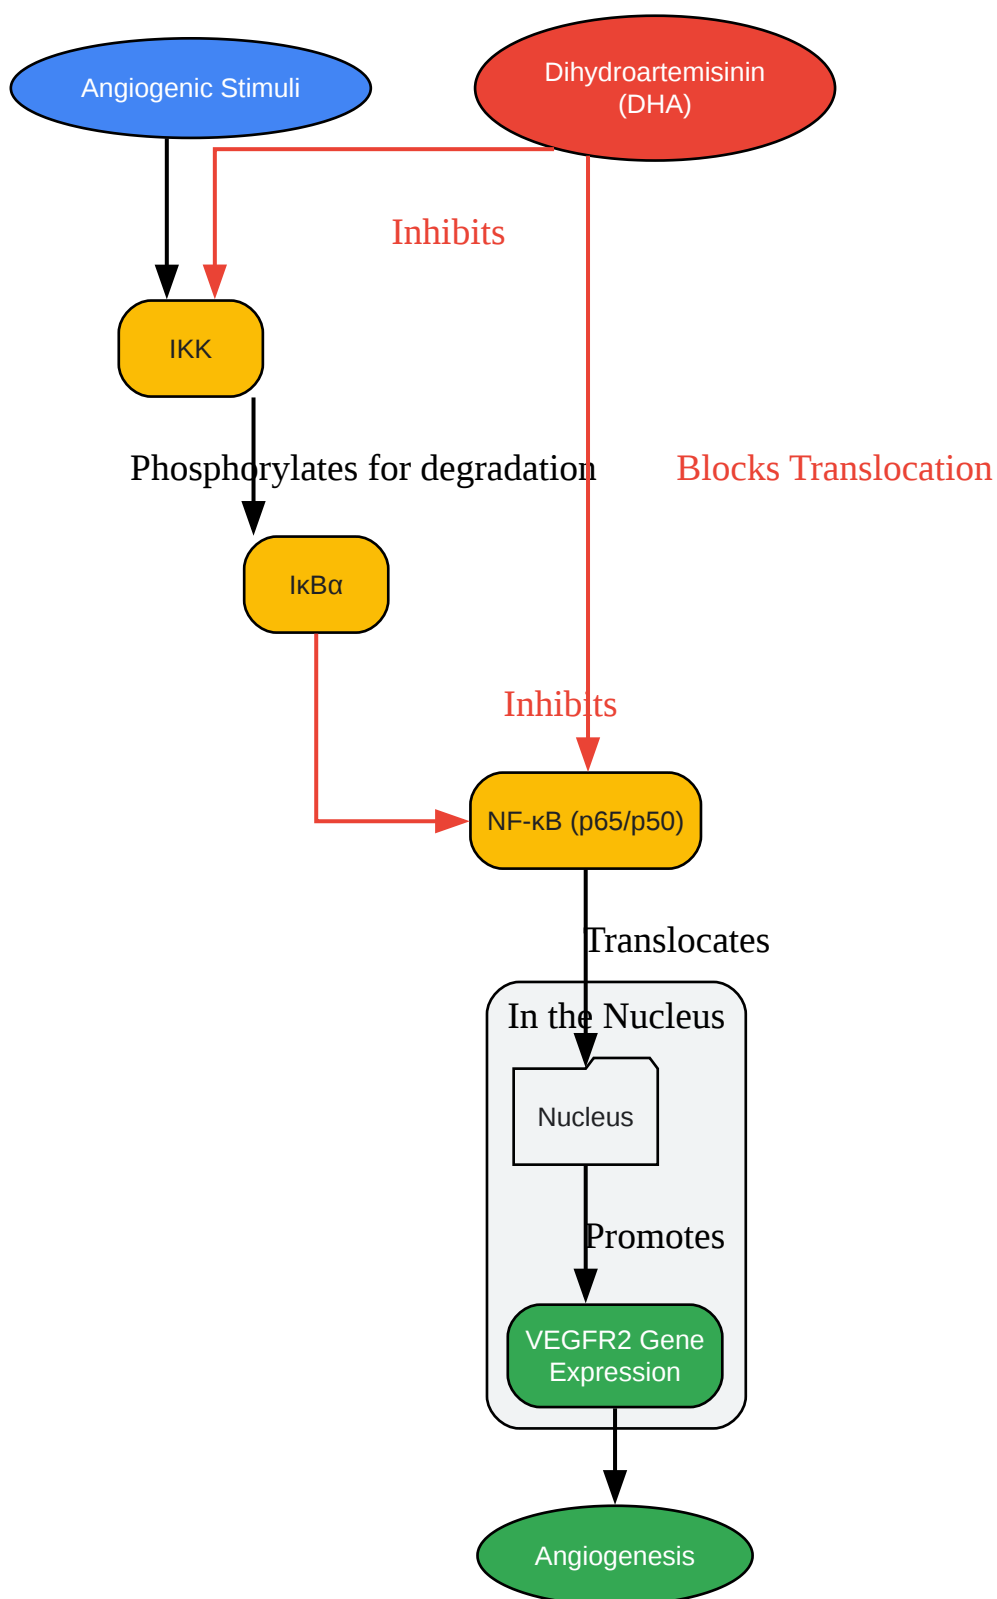 Angiogenic Stimuli
Dihydroartemisinin
(DHA)
Inhibits
IKK
Phosphorylates for degradation
Blocks Translocation
IκBα
Inhibits
NF-κB (p65/p50)
Translocates
In the Nucleus
Nucleus
Promotes
VEGFR2 Gene
Expression
Angiogenesis